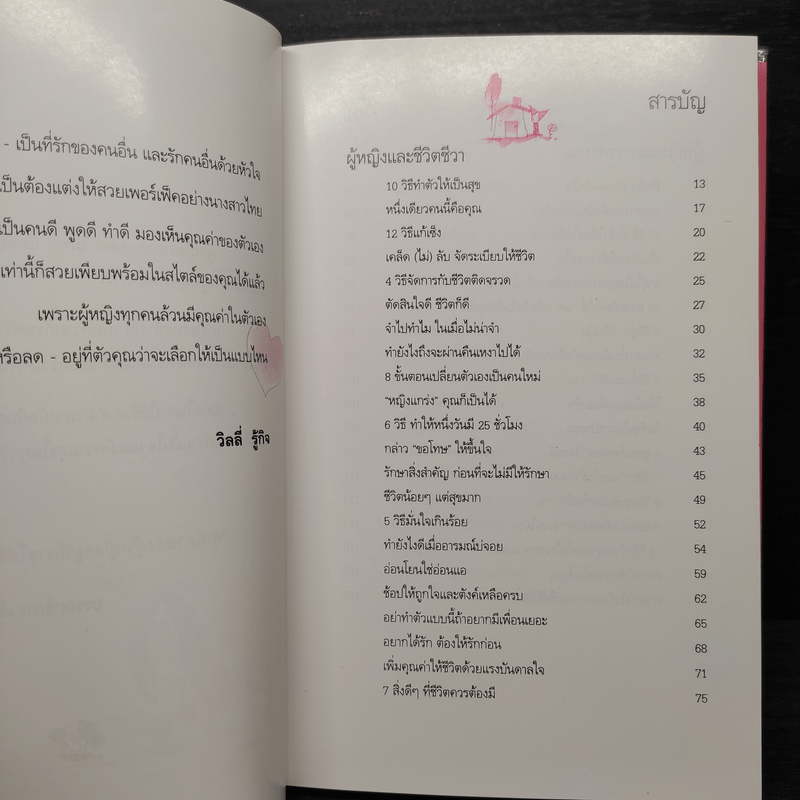 - เป็นที่รักของคนอื่น และรักคนอื่นด้วยหัวใจ
เป็นต้องแต่งให้สวยเพอร์เฟ็คอย่างนางสาวไทย
เป็นคนดี พูดดี ทำดี มองเห็นคุณค่าของตัวเอง
เท่านี้ก็สวยเพียบพร้อมในสไตล์ของคุณได้แล้ว
เพราะผู้หญิงทุกคนล้วนมีคุณค่าในตัวเอง
หรือลด - อยู่ที่ตัวคุณว่าจะเลือกให้เป็นแบบไหน
วิลลี่ รู้กิจ
สารบัญ
ผู้หญิงและชีวิตชีวา
10 วิธีทำตัวให้เป็นสุข 13
หนึ่งเดียวคนนี้คือคุณ 17
12 วิธีแก้เซ็ง 20
เคล็ด (ไม่) ลับ จัดระเบียบให้ชีวิต 22
4 วิธีจัดการกับชีวิตติดจรวด 25
ตัดสินใจดี ชีวิตก็ดี 27
จำไปทำไม ในเมื่อไม่น่าจำ 30
ทำยังไงถึงจะผ่านคืนเหงาไปได้ 32
8 ขั้นตอนเปลี่ยนตัวเองเป็นคนใหม่ 35
"หญิงแกร่ง" คุณก็เป็นได้ 38
6 วิธี ทำให้หนึ่งวันมี 25 ชั่วโมง 40
กล่าว "ขอโทษ" ให้ขึ้นใจ 43
รักษาสิ่งสำคัญ ก่อนที่จะไม่มีให้รักษา 45
ชีวิตน้อยๆ แต่สุขมาก 49
5 วิธีมั่นใจเกินร้อย 52
ทำยังไงดีเมื่ออารมณ์บ่จอย 54
อ่อนโยนใช่อ่อนแอ 59
ช้อปให้ถูกใจและตังค์เหลือครบ 62
อย่าทำตัวแบบนี้ถ้าอยากมีเพื่อนเยอะ 65
อยากได้รัก ต้องให้รักก่อน 68
เพิ่มคุณค่าให้ชีวิตด้วยแรงบันดาลใจ 71
7 สิ่งดีๆ ที่ชีวิตควรต้องมี 75